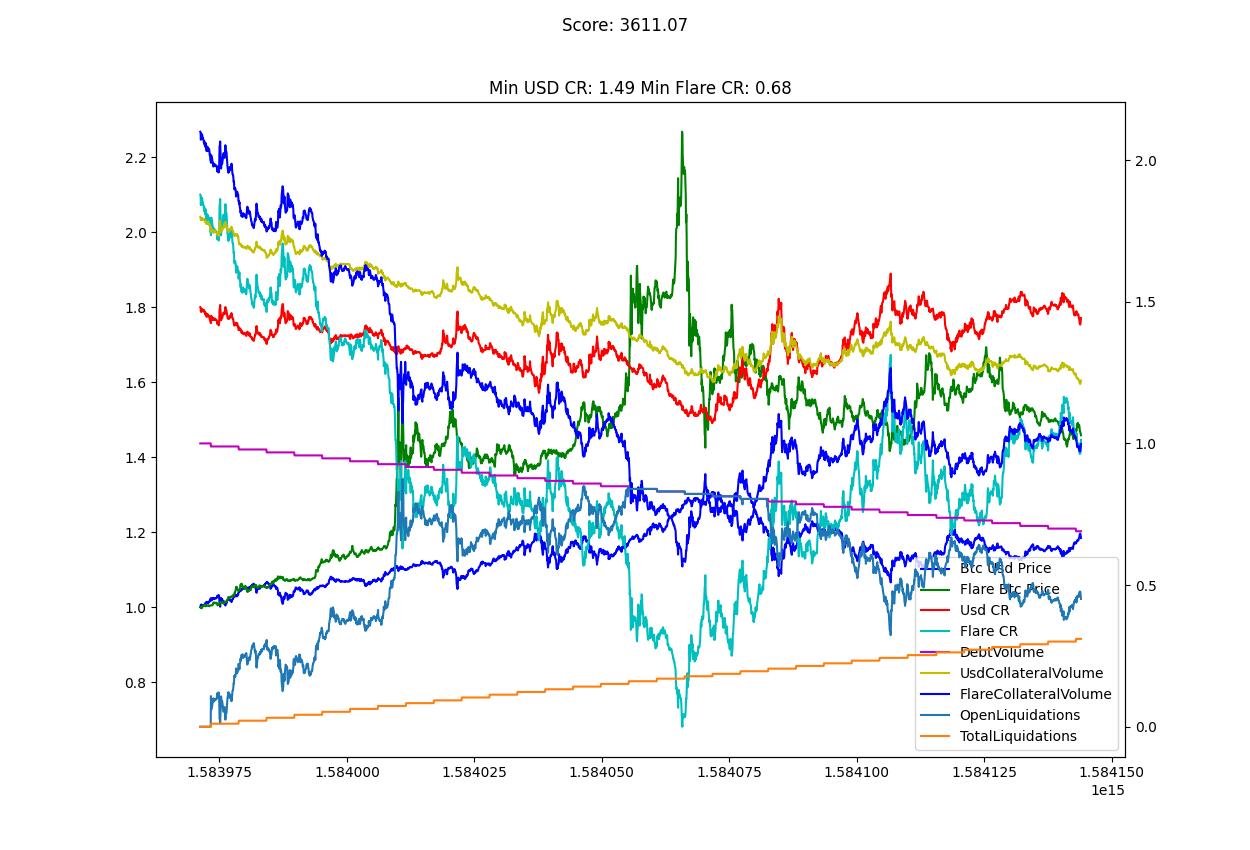 Score: 3611.07
Min USD CR: 1.49 Min Flare CR: 0.68
2.2
2.0
1.8
1.6
1.4
1.2
1.0
0.8
2.0
1.5
1.0
0.5
0.0
Btc Usd Price
Flare Btc Price
Usd CR
Flare CR
DebtVolume
UsdCollateralVolume
FlareCollateralVolume
OpenLiquidations
TotalLiquidations
1.583975 1.584000 1.584025 1.584050 1.584075 1.584100 1.584125 1.584150
1e15